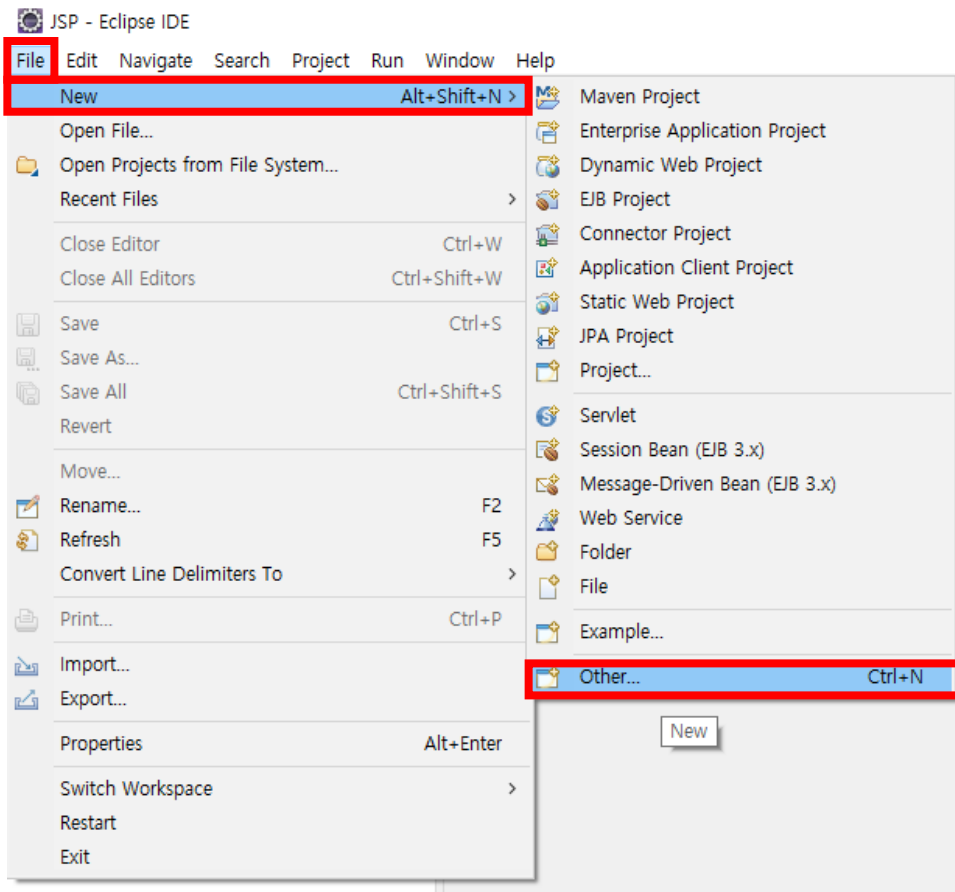 JSP - Eclipse IDE
File Edit Navigate Search Project Run Window Help
New Alt+Shift+N >
Open File...
Open Projects from File System...
Recent Files >
Close Editor Ctrl+W
Close All Editors Ctrl+Shift+W
Save Ctrl+S
Save As...
Save All Ctrl+Shift+S
Revert
Move...
Rename... F2
Refresh F5
Convert Line Delimiters To >
Print... Ctrl+P
Import...
Export...
Properties Alt+Enter
Switch Workspace >
Restart
Exit
Maven Project
Enterprise Application Project
Dynamic Web Project
EJB Project
Connector Project
Application Client Project
Static Web Project
JPA Project
Project...
Servlet
Session Bean (EJB 3.x)
Message-Driven Bean (EJB 3.x)
Web Service
Folder
File
Example...
Other... Ctrl+N
New